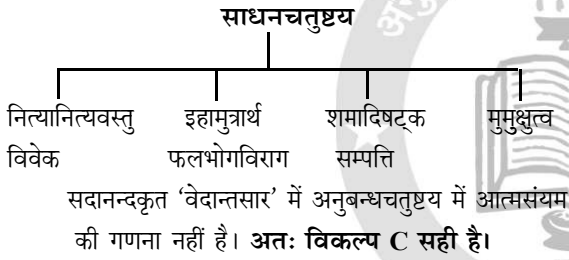 साधनचतुष्टय
नित्यानित्यवस्तु इहामुत्रार्थ शमादिषट्क मुमुक्षुत्व
विवेक फलभोगविराग सम्पत्ति
सदानन्दकृत ‘वेदान्तसार’ में अनुबन्धचतुष्टय में आत्मसंयम
की गणना नहीं है। अतः विकल्प C सही है।